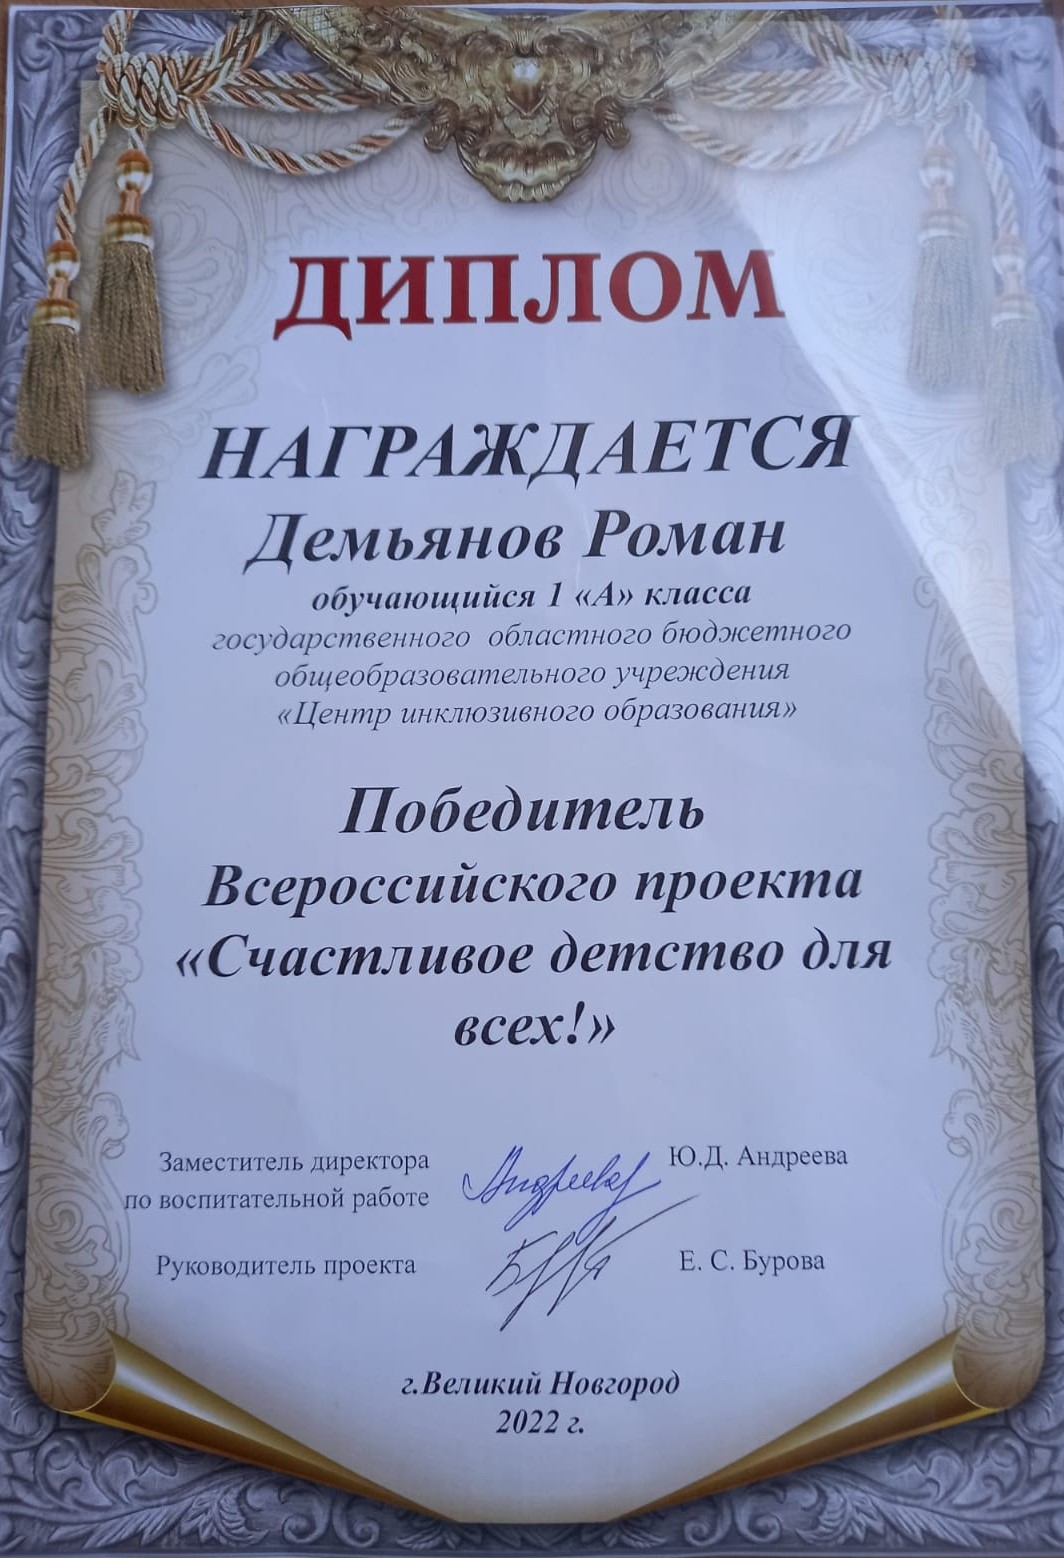 ДИПЛОМ
НАГРАЖДАЕТСЯ
Демьянов Роман
обучающийся 1 «А» класса
государственного областного бюджетного
общеобразовательного учреждения
«Центр инклюзивного образования»
Победитель
Всероссийского проекта
«Счастливое детство для
всех!»
Заместитель директора
по воспитательной работе
Андреева
Ю.Д. Андреева
Руководитель проекта
Е. С. Бурова
г.Великий Новгород
2022 г.